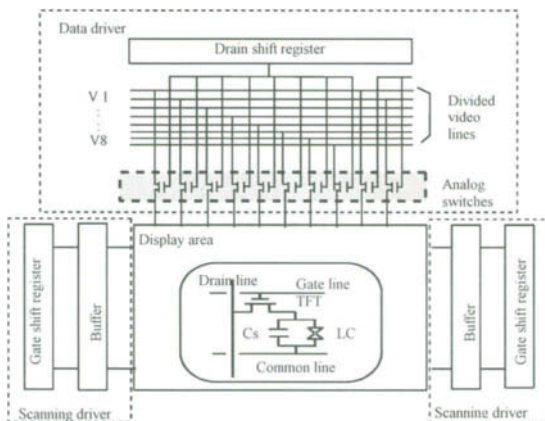 Data driver
Drain shift register
V 1
V8
Divided
video
lines
Analog
switches
Display area
Drain line
Gate line
TFT
Cs
LC
Common line
Gate shift register
Buffer
Scanning driver
Buffer
Gate shift register
Scanning driver